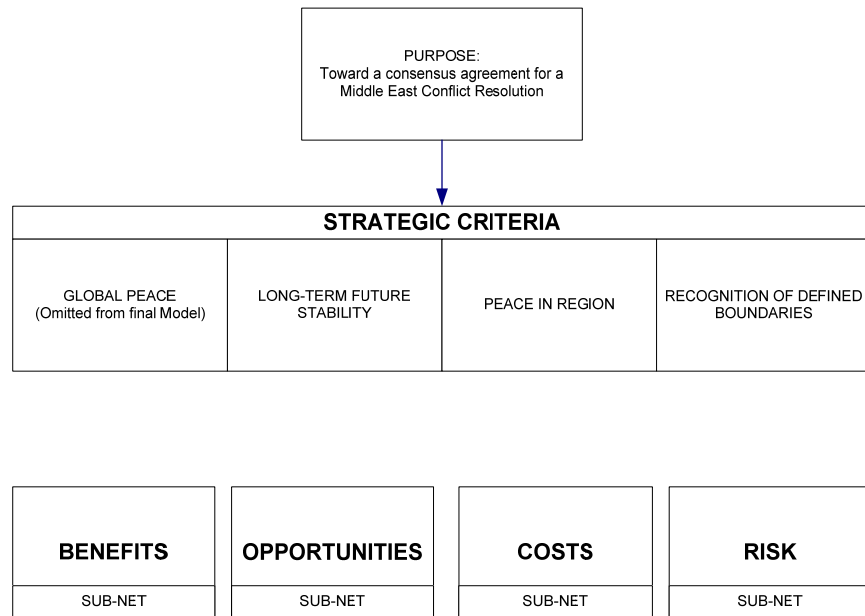 PURPOSE:
Toward a consensus agreement for a
Middle East Conflict Resolution
STRATEGIC CRITERIA
GLOBAL PEACE
(Omitted from final Model)
LONG-TERM FUTURE
STABILITY
PEACE IN REGION
RECOGNITION OF DEFINED
BOUNDARIES
BENEFITS
SUB-NET
OPPORTUNITIES
SUB-NET
COSTS
SUB-NET
RISK
SUB-NET